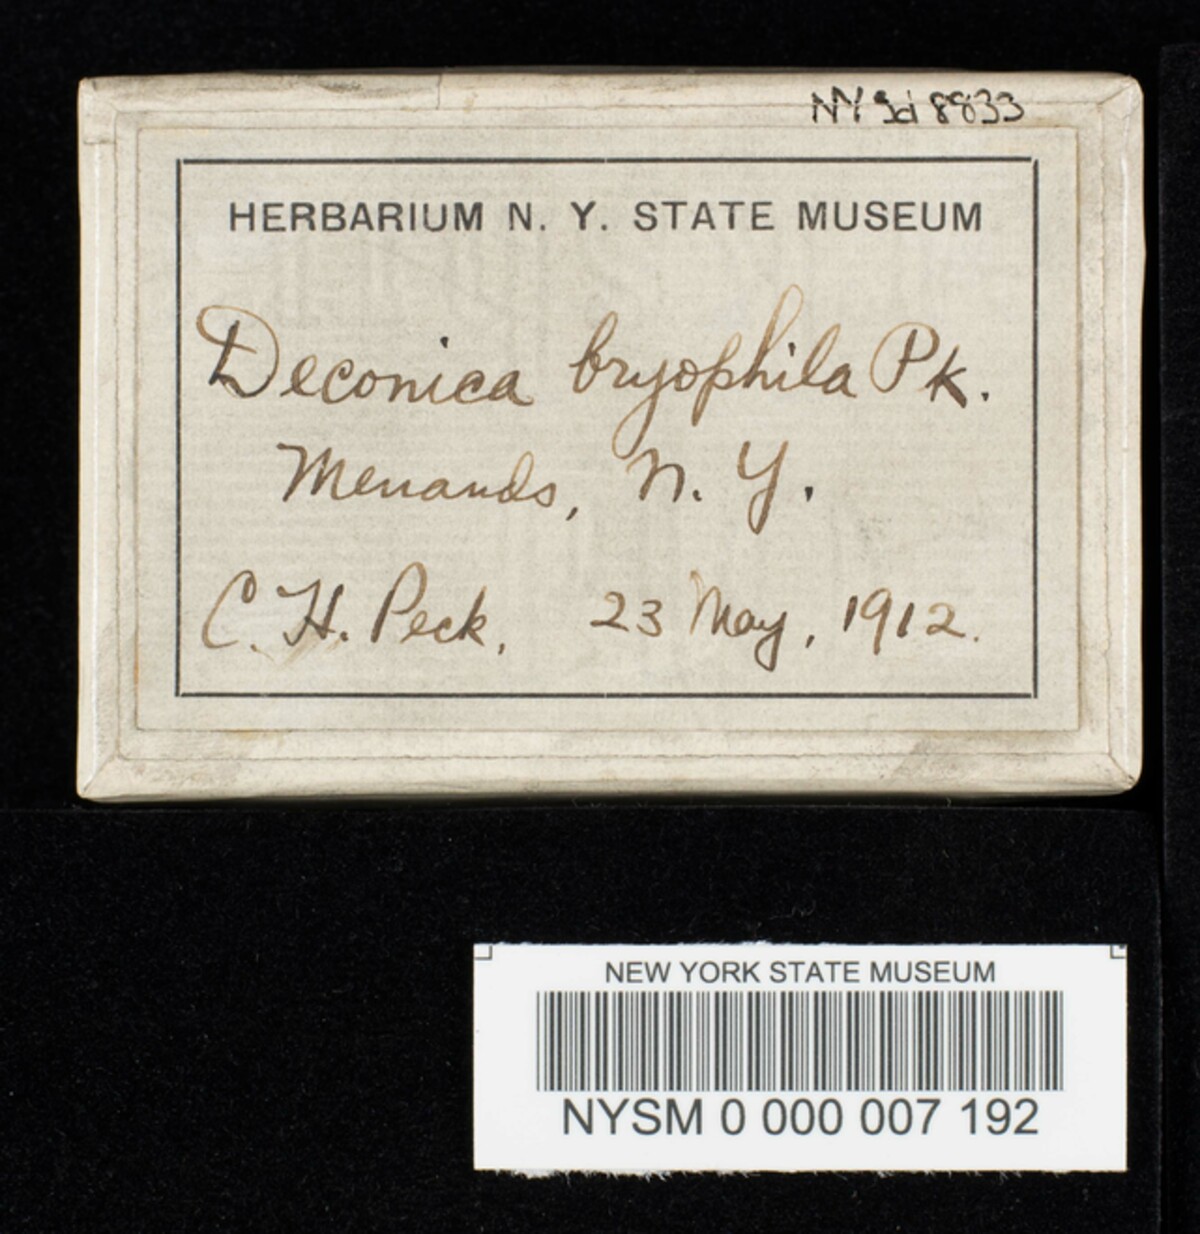 NYSd 8833
HERBARIUM N. Y. STATE MUSEUM
Deconica bryophila Pk.
Menands, N. Y.
C. H. Peck, 23 May, 1912.
NEW YORK STATE MUSEUM
NYSM 0 000 007 192